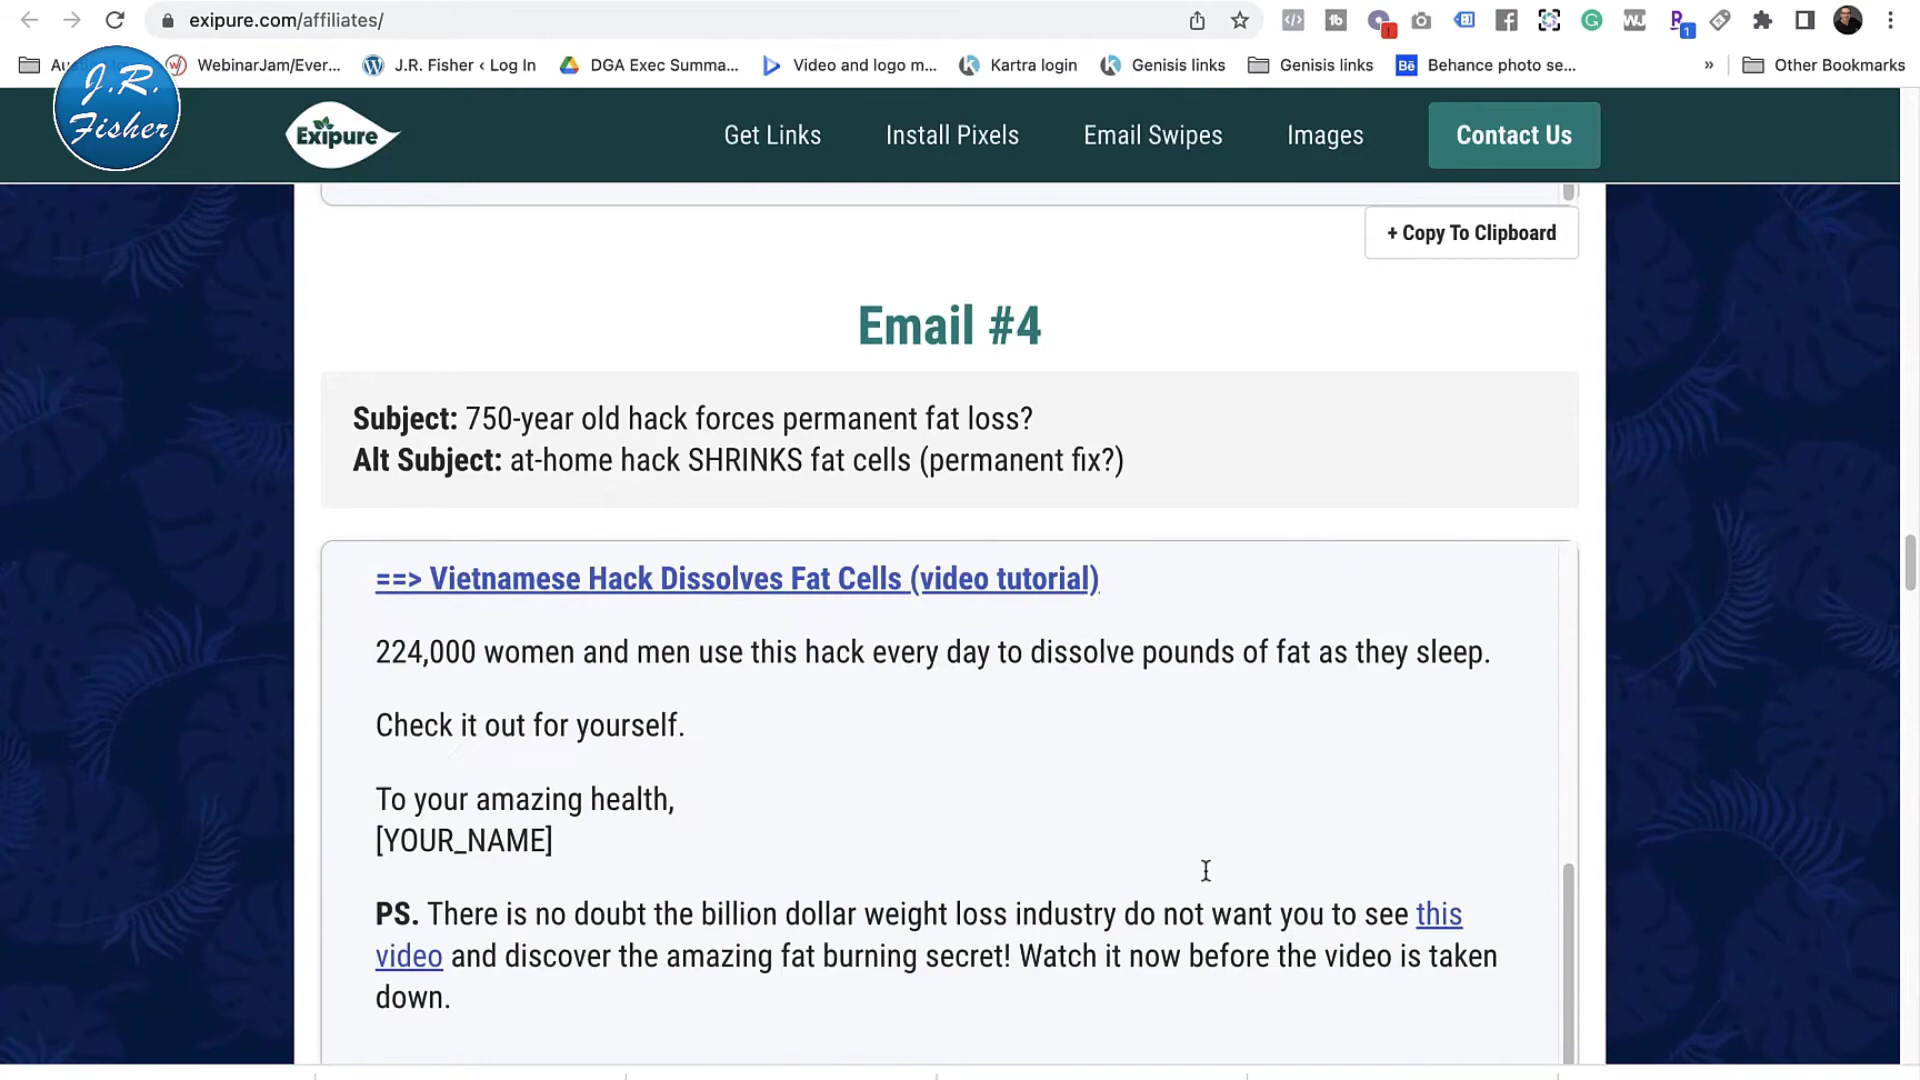 exipure.com/affiliates/
1
WebinarJam/Ever...
J.R. Fisher ‹ Log In
DGA Exec Summa...
Video and logo m...
Kartra login
Genisis links
Genisis links
Behance photo se...
»
Other Bookmarks
J.R.
Fisher
Exipure
Get Links
Install Pixels
Email Swipes
Images
Contact Us
+ Copy To Clipboard
Email #4
Subject: 750-year old hack forces permanent fat loss?
Alt Subject: at-home hack SHRINKS fat cells (permanent fix?)
==> Vietnamese Hack Dissolves Fat Cells (video tutorial)
224,000 women and men use this hack every day to dissolve pounds of fat as they sleep.
Check it out for yourself.
To your amazing health,
[YOUR_NAME]
PS. There is no doubt the billion dollar weight loss industry do not want you to see this
video and discover the amazing fat burning secret! Watch it now before the video is taken
down.